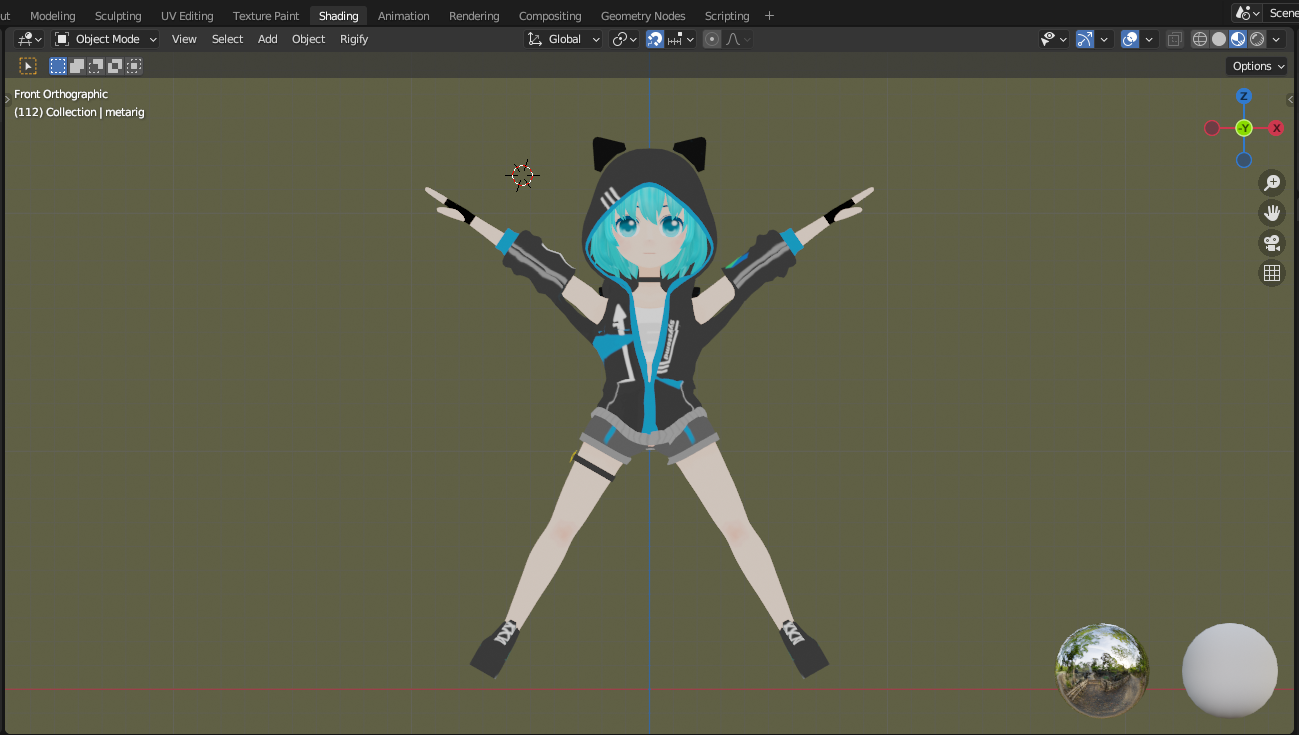 ut Modeling Sculpting UV Editing Texture Paint Shading Animation Rendering Compositing Geometry Nodes Scripting + Scene
Object Mode View Select Add Object Rigify Global
Options
Front Orthographic
(112) Collection | metarig
Z
-Y X